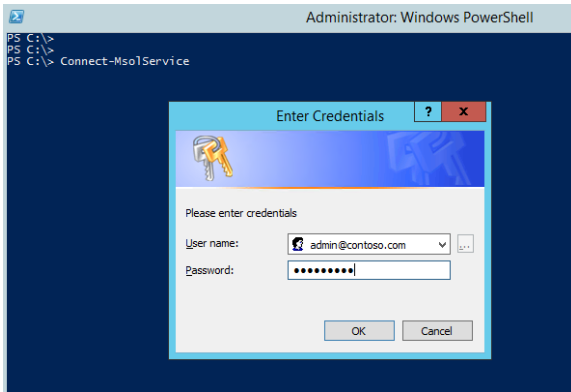 Administrator: Windows PowerShell
PS C:\>
PS C:\>
PS C:\> Connect-MsolService
Enter Credentials
?
x
Please enter credentials
User name:
admin@contoso.com
...
Password:
●●●●●●●●●
OK
Cancel